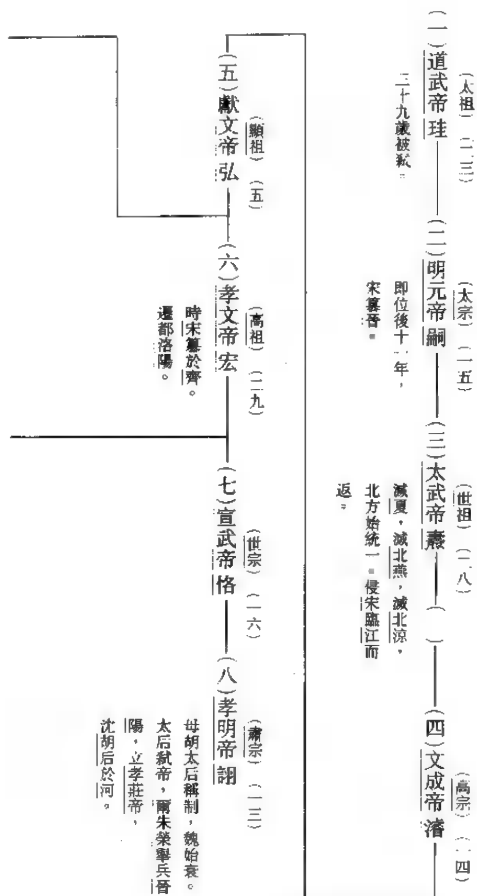 (太祖) (二三)
(一)道武帝珪
三十九歲被弒。
(太宗) (一五)
(二)明元帝嗣
即位後十一年,
宋篡晉。
(世祖) (二八)
(三)太武帝燾
滅夏,滅北燕,滅北涼,
北方始統一。侵宋臨江而
返。
( )
(高宗) (一四)
(四)文成帝濬
(顯祖) (五)
(五)獻文帝弘
(高祖) (二九)
(六)孝文帝宏
時宋篡於齊。
遷都洛陽。
(世宗) (一六)
(七)宣武帝恪
(肅宗) (一三)
(八)孝明帝詡
母胡太后稱制,魏始衰。
太后弒帝,爾朱榮舉兵晉
陽,立孝莊帝,
沈胡后於河。